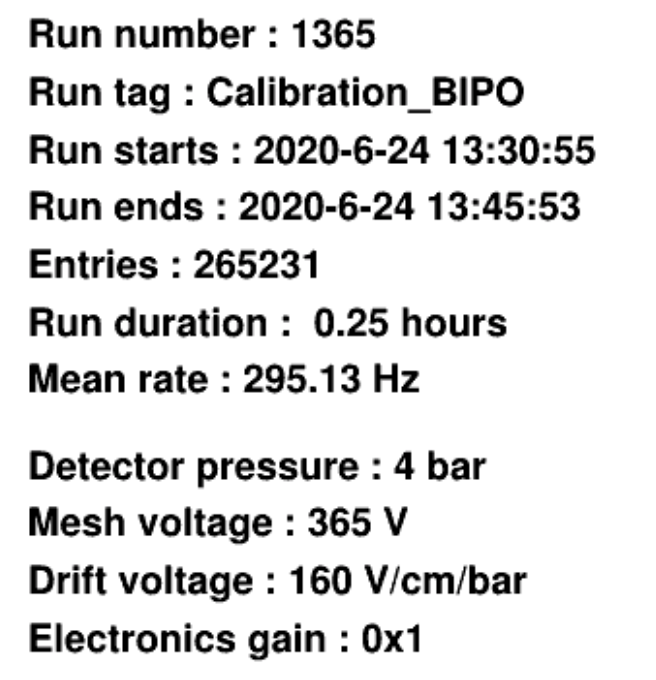 Run number : 1365
Run tag : Calibration_BIPO
Run starts : 2020-6-24 13:30:55
Run ends : 2020-6-24 13:45:53
Entries : 265231
Run duration :  0.25 hours
Mean rate : 295.13 Hz
Detector pressure : 4 bar
Mesh voltage : 365 V
Drift voltage : 160 V/cm/bar
Electronics gain : 0x1